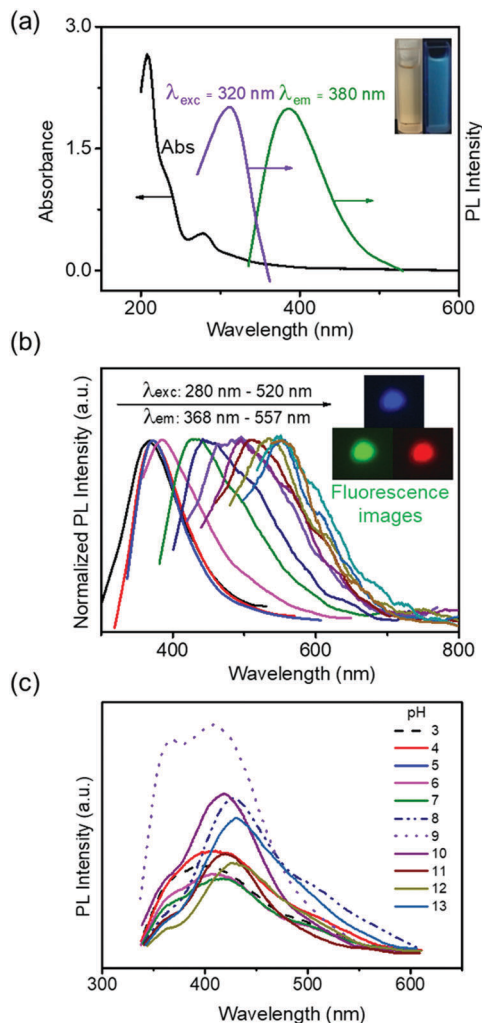 (a)
3.0
λexc = 320 nm
λem = 380 nm
Abs
Absorbance
PL Intensity
0.0
200
300
400
500
600
Wavelength (nm)
(b)
λexc: 280 nm - 520 nm
λem: 368 nm - 557 nm
Fluorescence
images
Normalized PL Intensity (a.u.)
400
600
800
Wavelength (nm)
(c)
pH
3
4
5
6
7
8
9
10
11
12
13
PL Intensity (a.u.)
300
400
500
600
Wavelength (nm)